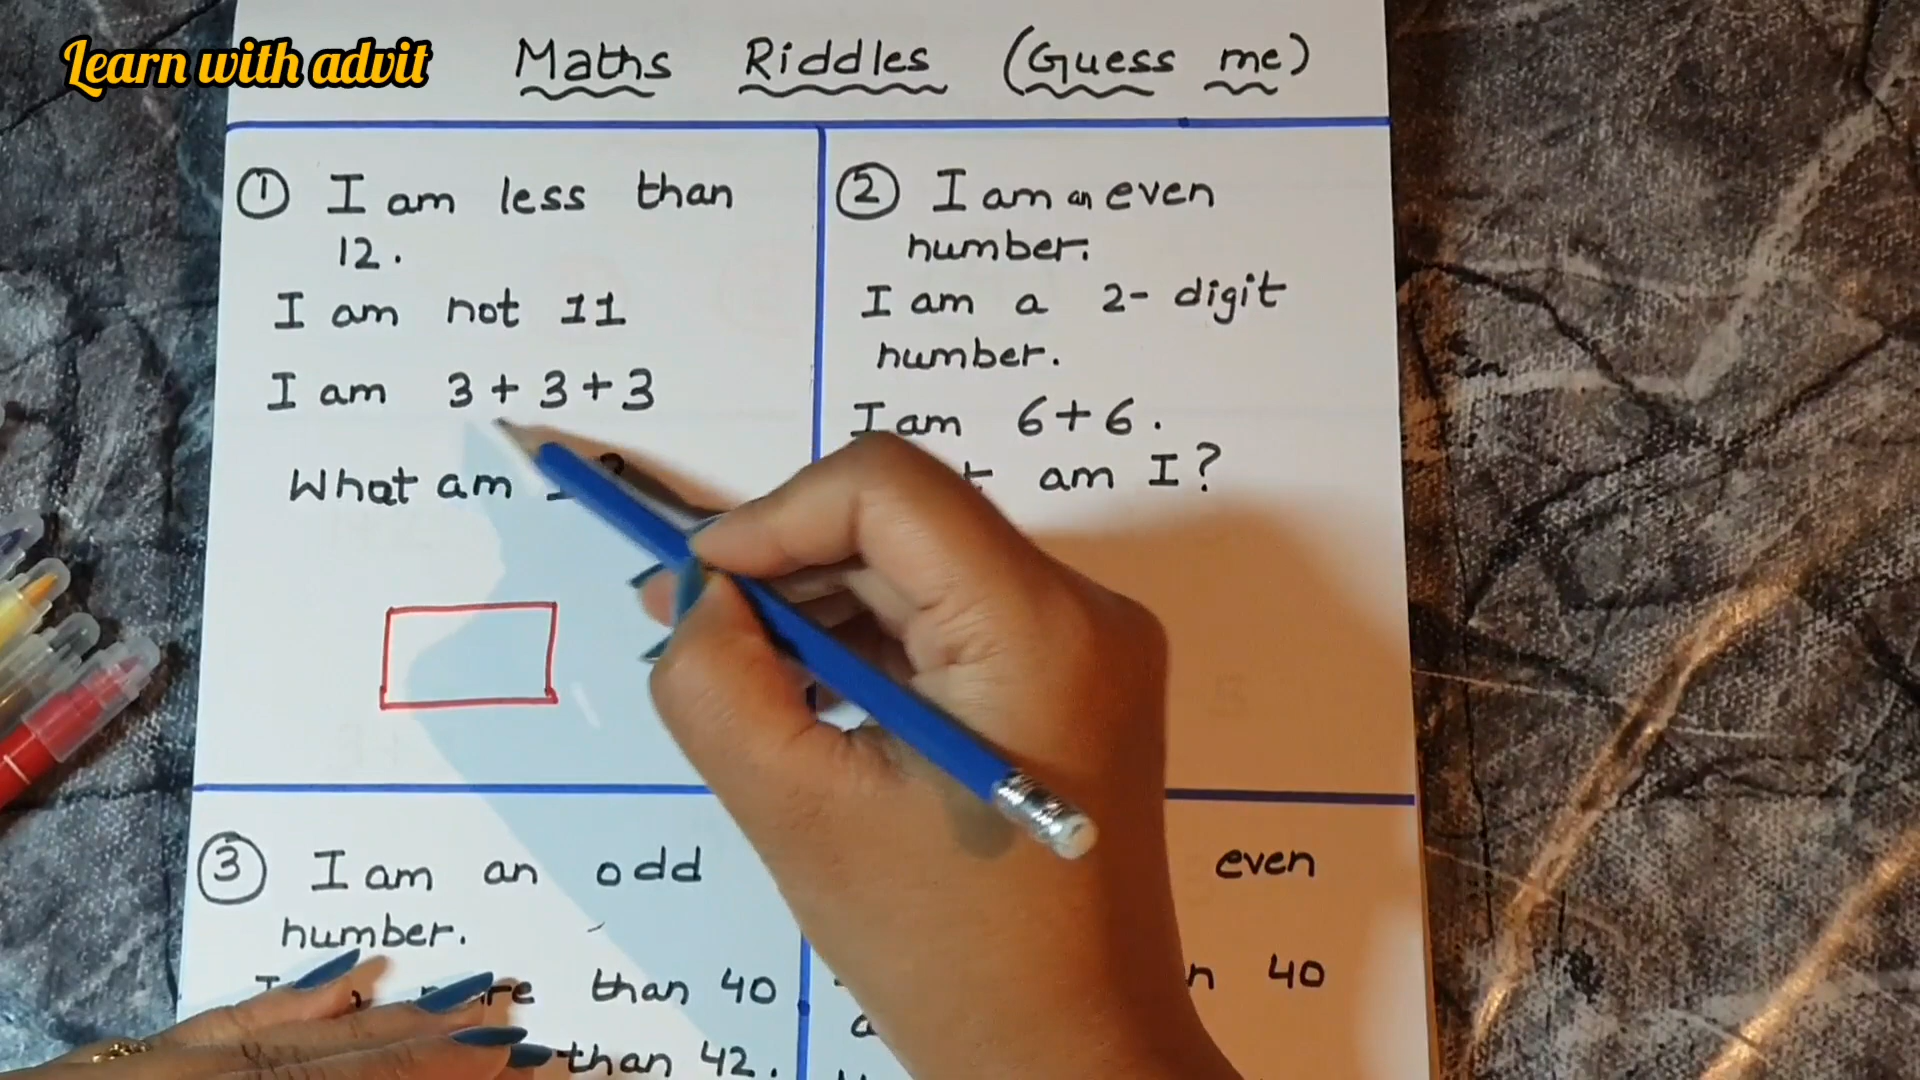 Learn with advit
Maths Riddles (Guess me)
① I am less than
12.
I am not 11
I am 3+3+3
What am I?
② I am an even
number.
I am a 2-digit
number.
I am 6+6.
am I?
③ I am an odd
number.
than 40
than 42.
even
40